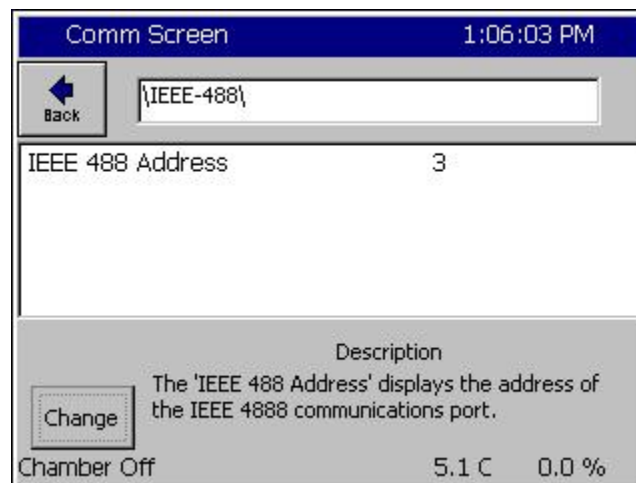 Comm Screen 1:06:03 PM
Back
\IEEE-488\
IEEE 488 Address 3
Description
The 'IEEE 488 Address' displays the address of
the IEEE 4888 communications port.
Change
Chamber Off 5.1 C 0.0 %